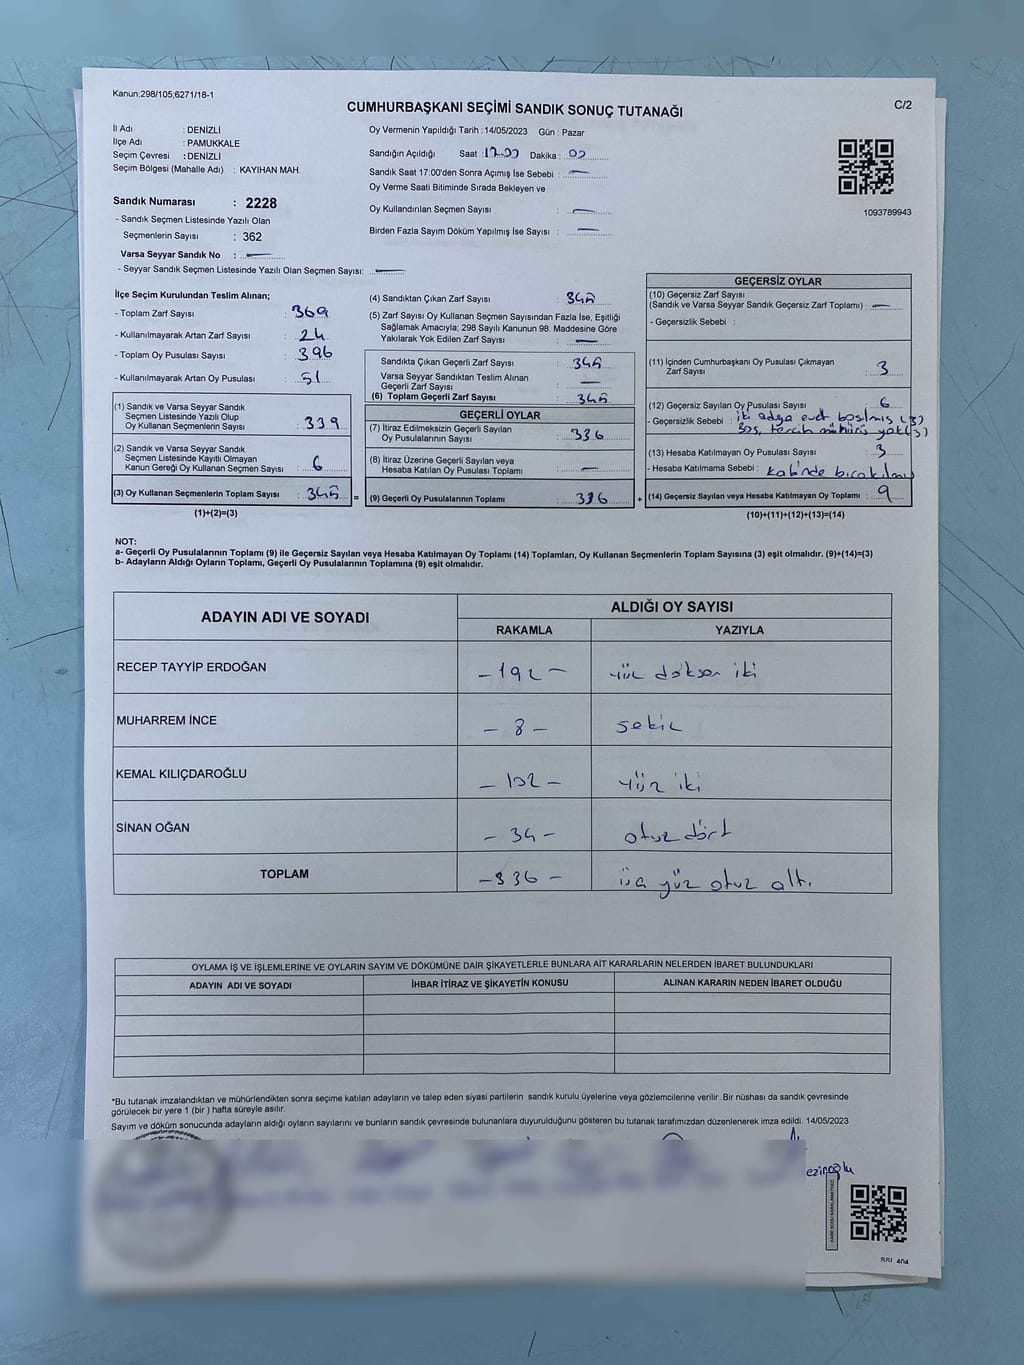 Kanun;298/105;6271/18-1
CUMHURBAŞKANI SEÇİMİ SANDIK SONUÇ TUTANAĞI
C/2
İl Adı : DENİZLİ
İlçe Adı : PAMUKKALE
Seçim Çevresi : DENİZLİ
Seçim Bölgesi (Mahalle Adı) : KAYIHAN MAH.
Sandık Numarası : 2228
- Sandık Seçmen Listesinde Yazılı Olan
Seçmenlerin Sayısı : 362
Varsa Seyyar Sandık No : —
- Seyyar Sandık Seçmen Listesinde Yazılı Olan Seçmen Sayısı: —
Oy Vermenin Yapıldığı Tarih :14/05/2023 Gün : Pazar
Sandığın Açıldığı Saat :17.00 Dakika : 00
Sandık Saat 17:00'den Sonra Açımış İse Sebebi : —
Oy Verme Saati Bitiminde Sırada Bekleyen ve
Oy Kullandırılan Seçmen Sayısı : —
Birden Fazla Sayım Döküm Yapılmış İse Sayısı : —
1093789943
İlçe Seçim Kurulundan Teslim Alınan;
- Toplam Zarf Sayısı : 369
- Kullanılmayarak Artan Zarf Sayısı : 24
- Toplam Oy Pusulası Sayısı : 396
- Kullanılmayarak Artan Oy Pusulası : 51
(1) Sandık ve Varsa Seyyar Sandık
Seçmen Listesinde Yazılı Olup
Oy Kullanan Seçmenlerin Sayısı : 339
(2) Sandık ve Varsa Seyyar Sandık
Seçmen Listesinde Kayıtlı Olmayan
Kanun Gereği Oy Kullanan Seçmen Sayısı : 6
(3) Oy Kullanan Seçmenlerin Toplam Sayısı : 345
(1)+(2)=(3)
(4) Sandıktan Çıkan Zarf Sayısı : 345
(5) Zarf Sayısı Oy Kullanan Seçmen Sayısından Fazla İse, Eşitliği
Sağlamak Amacıyla; 298 Sayılı Kanunun 98. Maddesine Göre
Yakılarak Yok Edilen Zarf Sayısı : —
Sandıkta Çıkan Geçerli Zarf Sayısı : 345
Varsa Seyyar Sandıktan Teslim Alınan
Geçerli Zarf Sayısı : —
(6) Toplam Geçerli Zarf Sayısı : 345
GEÇERLİ OYLAR
(7) İtiraz Edilmeksizin Geçerli Sayılan
Oy Pusulalarının Sayısı : 336
(8) İtiraz Üzerine Geçerli Sayılan veya
Hesaba Katılan Oy Pusulası Toplamı : —
= (9) Geçerli Oy Pusulalarının Toplamı : 336
GEÇERSİZ OYLAR
(10) Geçersiz Zarf Sayısı
(Sandık ve Varsa Seyyar Sandık Geçersiz Zarf Toplamı) : —
- Geçersizlik Sebebi :
(11) İçinden Cumhurbaşkanı Oy Pusulası Çıkmayan
Zarf Sayısı : 3
(12) Geçersiz Sayılan Oy Pusulası Sayısı : 6
- Geçersizlik Sebebi : iki adya evet basılmış (3)
Boş, tercih mührü yok(3)
(13) Hesaba Katılmayan Oy Pusulası Sayısı : 3
- Hesaba Katılmama Sebebi : kabinde bırakılmış
+ (14) Geçersiz Sayılan veya Hesaba Katılmayan Oy Toplamı : 9
(10)+(11)+(12)+(13)=(14)
NOT:
a- Geçerli Oy Pusulalarının Toplamı (9) ile Geçersiz Sayılan veya Hesaba Katılmayan Oy Toplamı (14) Toplamları, Oy Kullanan Seçmenlerin Toplam Sayısına (3) eşit olmalıdır. (9)+(14)=(3)
b- Adayların Aldığı Oyların Toplamı, Geçerli Oy Pusulalarının Toplamına (9) eşit olmalıdır.
ADAYIN ADI VE SOYADI
ALDIĞI OY SAYISI
RAKAMLA YAZIYLA
RECEP TAYYİP ERDOĞAN -192- yüz doksan iki
MUHARREM İNCE - 8 - sekiz
KEMAL KILIÇDAROĞLU - 102 - yüz iki
SİNAN OĞAN - 34 - otuz dört
TOPLAM -336 - üç yüz otuz altı
OYLAMA İŞ VE İŞLEMLERİNE VE OYLARIN SAYIM VE DÖKÜMÜNE DAİR ŞİKAYETLERLE BUNLARA AİT KARARLARIN NELERDEN İBARET BULUNDUKLARI
ADAYIN ADI VE SOYADI İHBAR İTİRAZ VE ŞİKAYETİN KONUSU ALINAN KARARIN NEDEN İBARET OLDUĞU
*Bu tutanak imzalandıktan ve mühürlendikten sonra seçime katılan adayların ve talep eden siyasi partilerin sandık kurulu üyelerine veya gözlemcilerine verilir .Bir nüshası da sandık çevresinde
görülecek bir yere 1 (bir ) hafta süreyle asılır.
Sayım ve döküm sonucunda adayların aldığı oyların sayılarını ve bunların sandık çevresinde bulunanlara duyurulduğunu gösteren bu tutanak tarafımızdan düzenlenerek imza edildi. 14/05/2023
eziroğlu